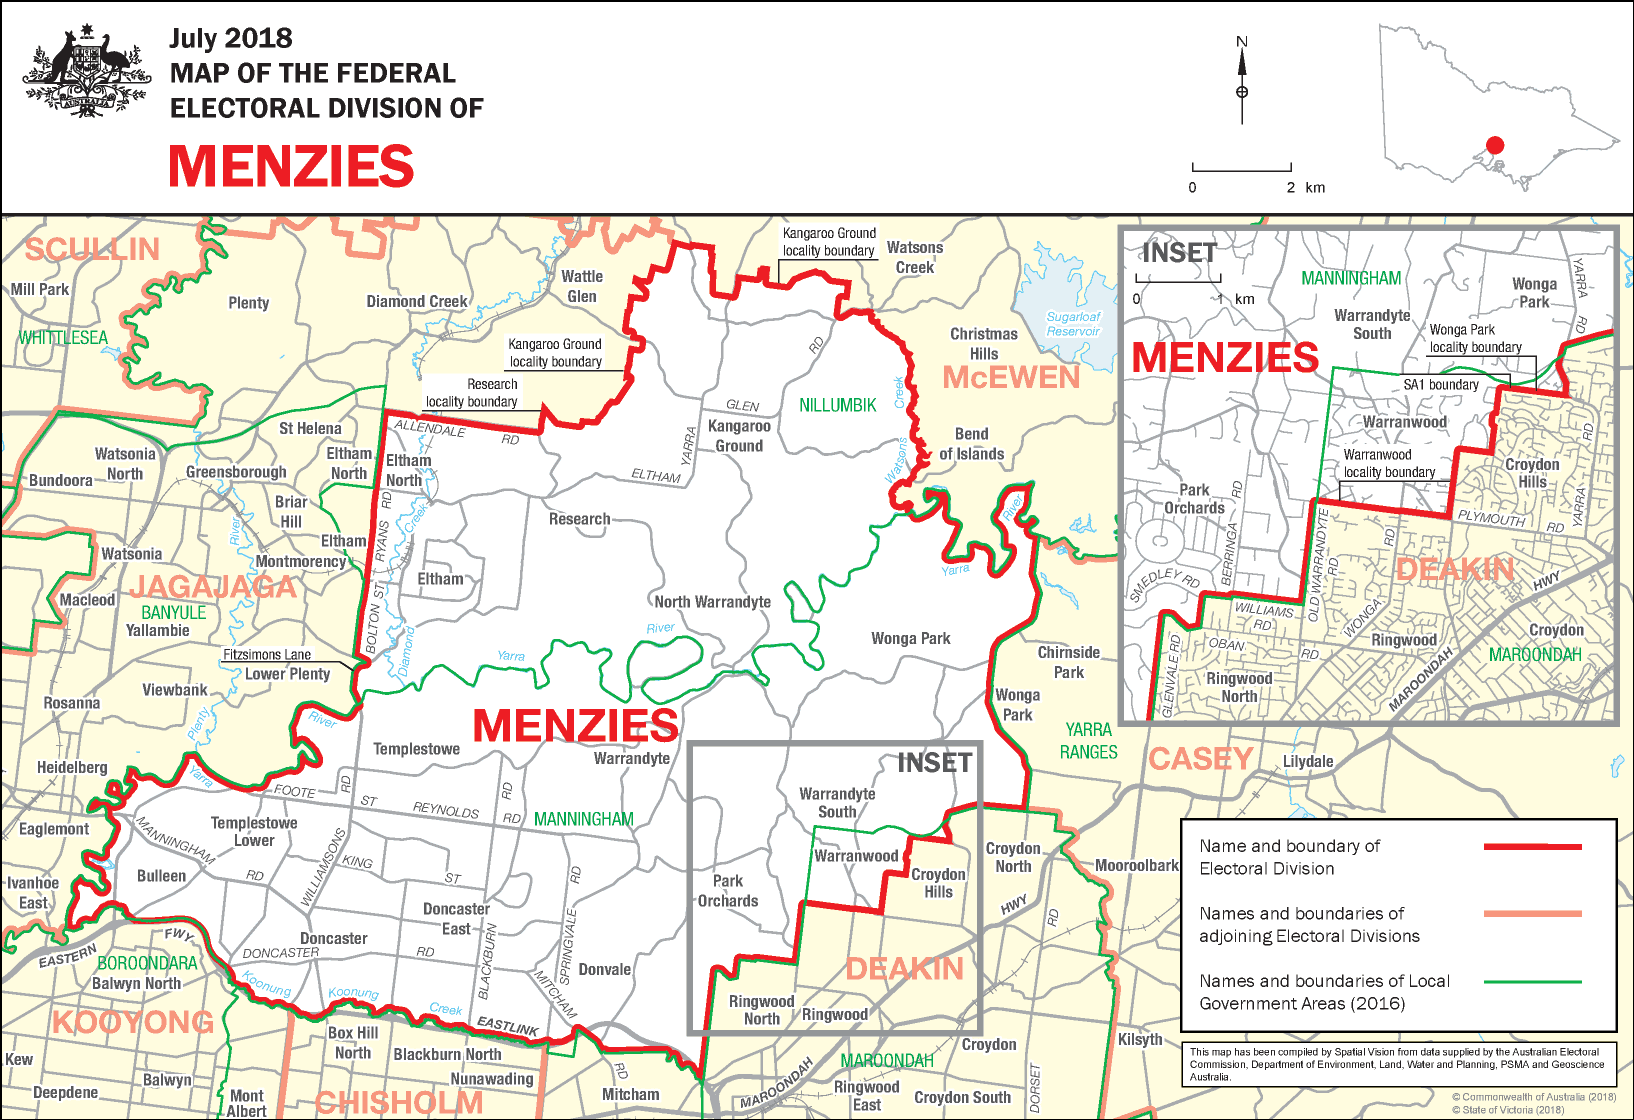 July 2018
MAP OF THE FEDERAL
ELECTORAL DIVISION OF
MENZIES
AUSTRALIA
N
0 2 km
SCULLIN
Mill Park
WHITTLESEA
Plenty
Diamond Creek
Wattle
Glen
Kangaroo Ground
locality boundary
Watsons
Creek
Kangaroo Ground
locality boundary
Research
locality boundary
Christmas
Hills
McEWEN
Sugarloaf
Reservoir
NILLUMBIK
RD
Creek
Watsons
GLEN
Kangaroo
Ground
YARRA
ELTHAM
Bend
of Islands
ALLENDALE
RD
St Helena
Eltham
North
Eltham
North
Watsonia
North
Bundoora
Greensborough
Briar
Hill
River
Eltham
Montmorency
Watsonia
JAGAJAGA
BANYULE
Macleod
Yallambie
RD
RYANS
BOLTON ST
Creek
Diamond
Eltham
Research
North Warrandyte
River
Yarra
Yarra
River
Wonga Park
Fitzsimons Lane
Lower Plenty
Viewbank
Rosanna
Plenty
River
Yarra
Chirnside
Park
Wonga
Park
YARRA
RANGES
MENZIES
Templestowe
Warrandyte
Heidelberg
Eaglemont
Ivanhoe
East
FOOTE
ST
RD
REYNOLDS
RD
RD
MANNINGHAM
Templestowe
Lower
MANNINGHAM
RD
Bulleen
WILLIAMSONS
KING
ST
Doncaster
East
Doncaster
DONCASTER
RD
BLACKBURN
SPRINGVALE
RD
MITCHAM
RD
Donvale
EASTERN
FWY
BOROONDARA
Balwyn North
KOOYONG
Koonung
Koonung
Creek
EASTLINK
Box Hill
North
Blackburn North
Nunawading
CHISHOLM
Kew
Deepdene
Balwyn
Mont
Albert
Mitcham
INSET
Warrandyte
South
Warranwood
Park
Orchards
Croydon
Hills
DEAKIN
Ringwood
North
Ringwood
MAROONDAH
MAROONDAH
HWY
Ringwood
East
Croydon
Croydon South
DORSET
RD
Croydon
North
Mooroolbark
Kilsyth
CASEY
Lilydale
INSET
0 1 km
MANNINGHAM
Wonga
Park
YARRA
RD
Warrandyte
South
Wonga Park
locality boundary
MENZIES
SA1 boundary
Warranwood
Warranwood
locality boundary
Croydon
Hills
RD
YARRA
Park
Orchards
RD
BERRINGA
SMEDLEY RD
PLYMOUTH
RD
DEAKIN
HWY
OLD WARRANDYTE
RD
RD
WONGA
WILLIAMS
RD
OBAN
RD
GLENVALE RD
Ringwood
Croydon
MAROONDAH
Ringwood
North
MAROONDAH
Name and boundary of
Electoral Division
Names and boundaries of
adjoining Electoral Divisions
Names and boundaries of Local
Government Areas (2016)
This map has been compiled by Spatial Vision from data supplied by the Australian Electoral
Commission, Department of Environment, Land, Water and Planning, PSMA and Geoscience
Australia.
© Commonwealth of Australia (2018)
© State of Victoria (2018)